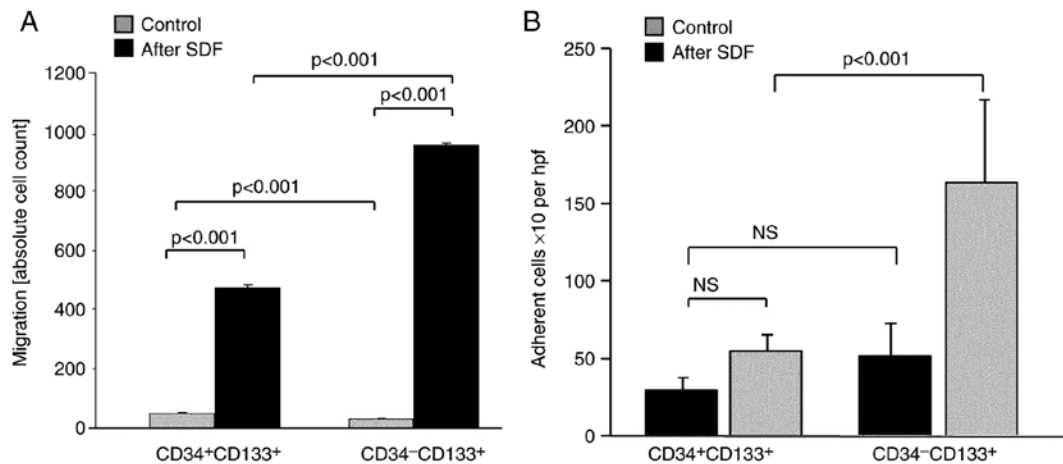 A
Control
After SDF
Migration [absolute cell count]
1200
1000
800
600
400
200
0
p<0.001
p<0.001
p<0.001
p<0.001
CD34+CD133+
CD34−CD133+
B
Control
After SDF
Adherent cells ×10 per hpf
250
200
150
100
50
0
p<0.001
NS
NS
CD34+CD133+
CD34−CD133+